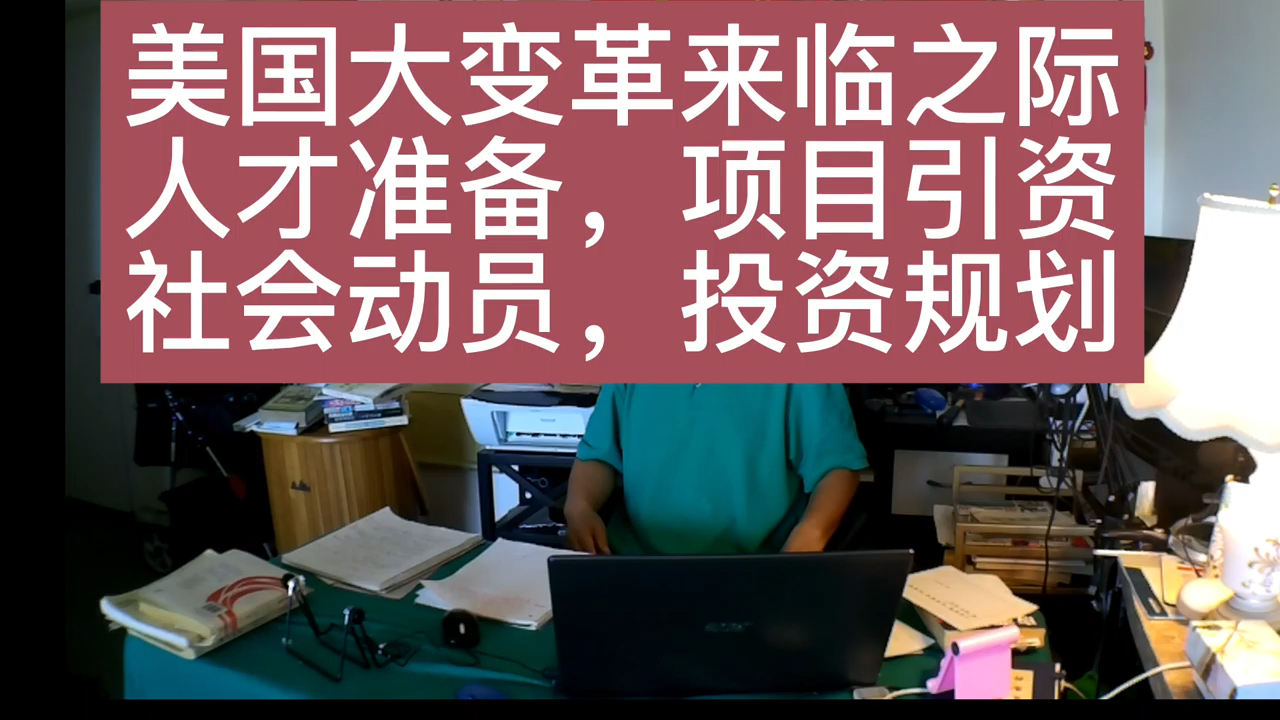 美国大变革来临之际
人才准备，项目引资
社会动员，投资规划
acer